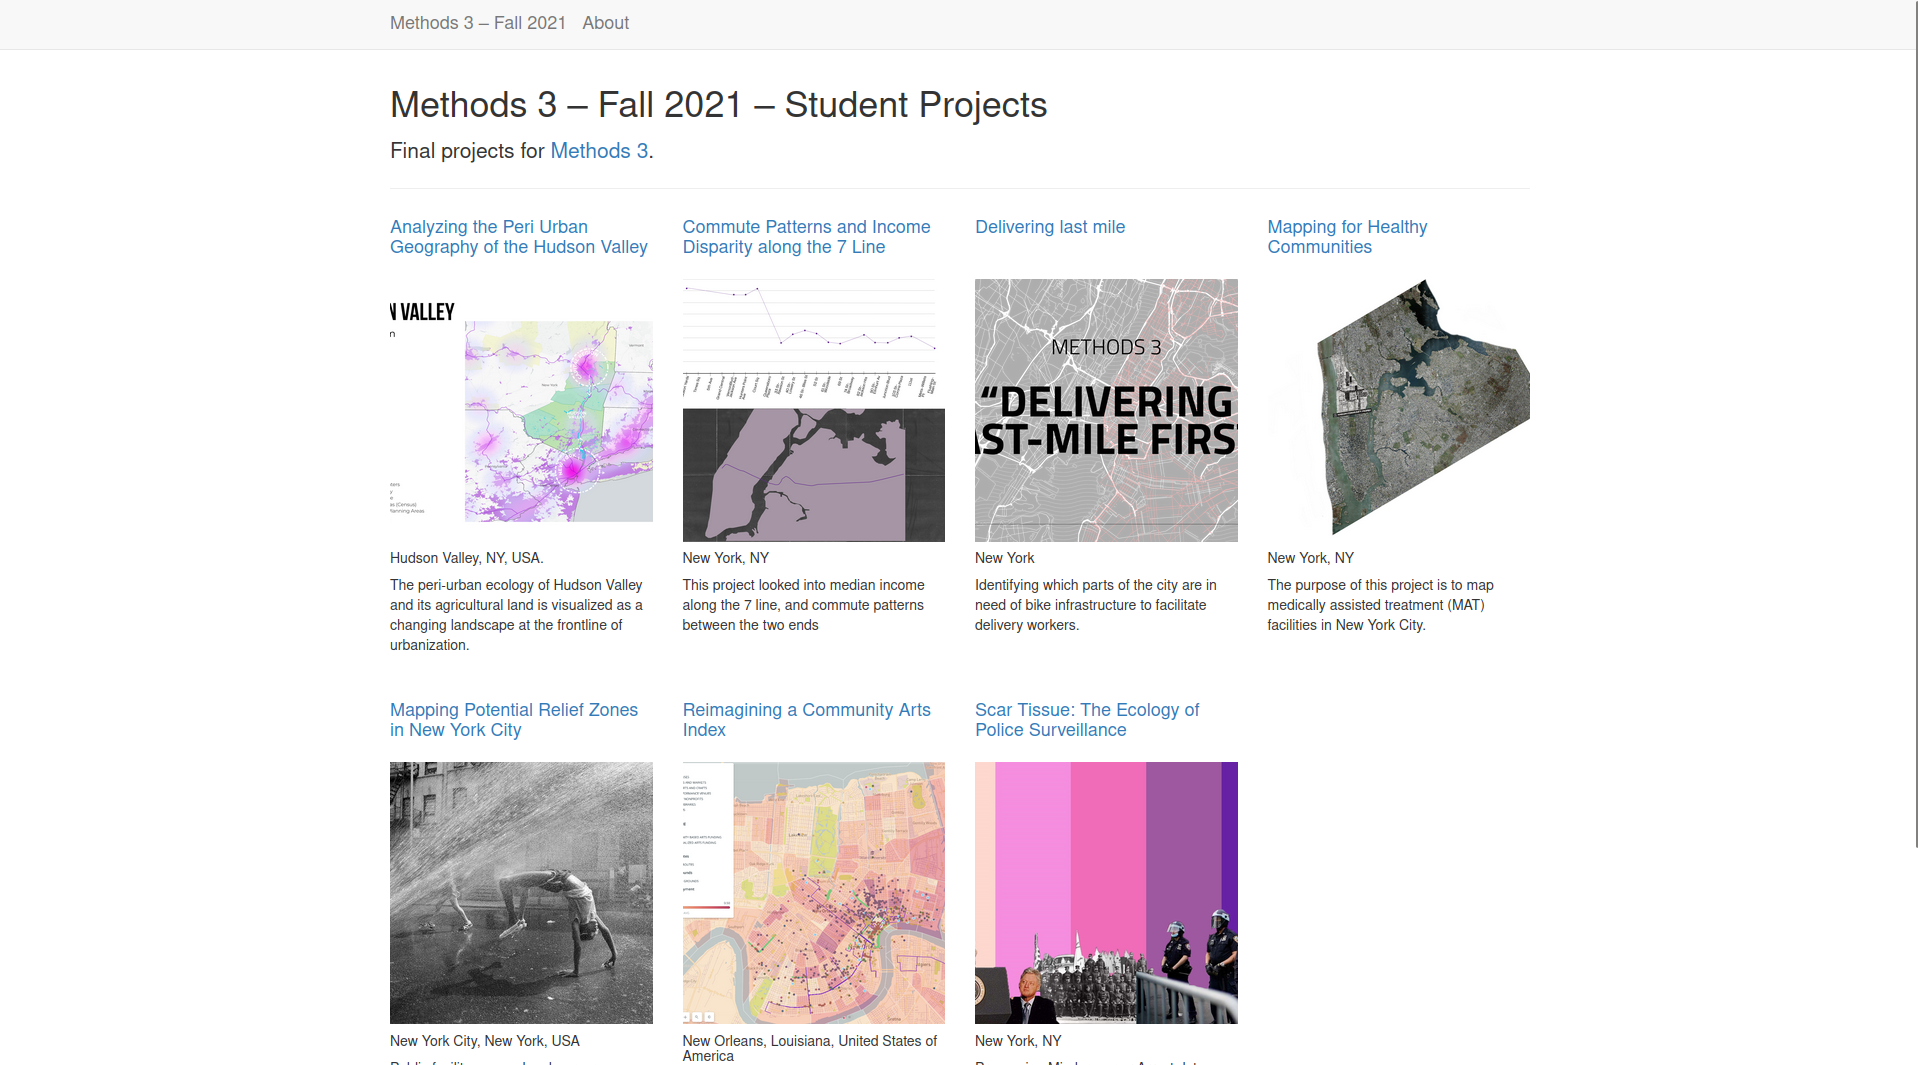 Methods 3 – Fall 2021 About
Methods 3 – Fall 2021 – Student Projects
Final projects for Methods 3.
Analyzing the Peri Urban
Geography of the Hudson Valley
N VALLEY
n
New York
Vermont
Hudson Valley, NY, USA.
The peri-urban ecology of Hudson Valley
and its agricultural land is visualized as a
changing landscape at the frontline of
urbanization.
Commute Patterns and Income
Disparity along the 7 Line
New York, NY
This project looked into median income
along the 7 line, and commute patterns
between the two ends
Delivering last mile
METHODS 3
“DELIVERING
AST-MILE FIRS
New York
Identifying which parts of the city are in
need of bike infrastructure to facilitate
delivery workers.
Mapping for Healthy
Communities
New York, NY
The purpose of this project is to map
medically assisted treatment (MAT)
facilities in New York City.
Mapping Potential Relief Zones
in New York City
New York City, New York, USA
Reimagining a Community Arts
Index
New Orleans, Louisiana, United States of
America
Scar Tissue: The Ecology of
Police Surveillance
New York, NY